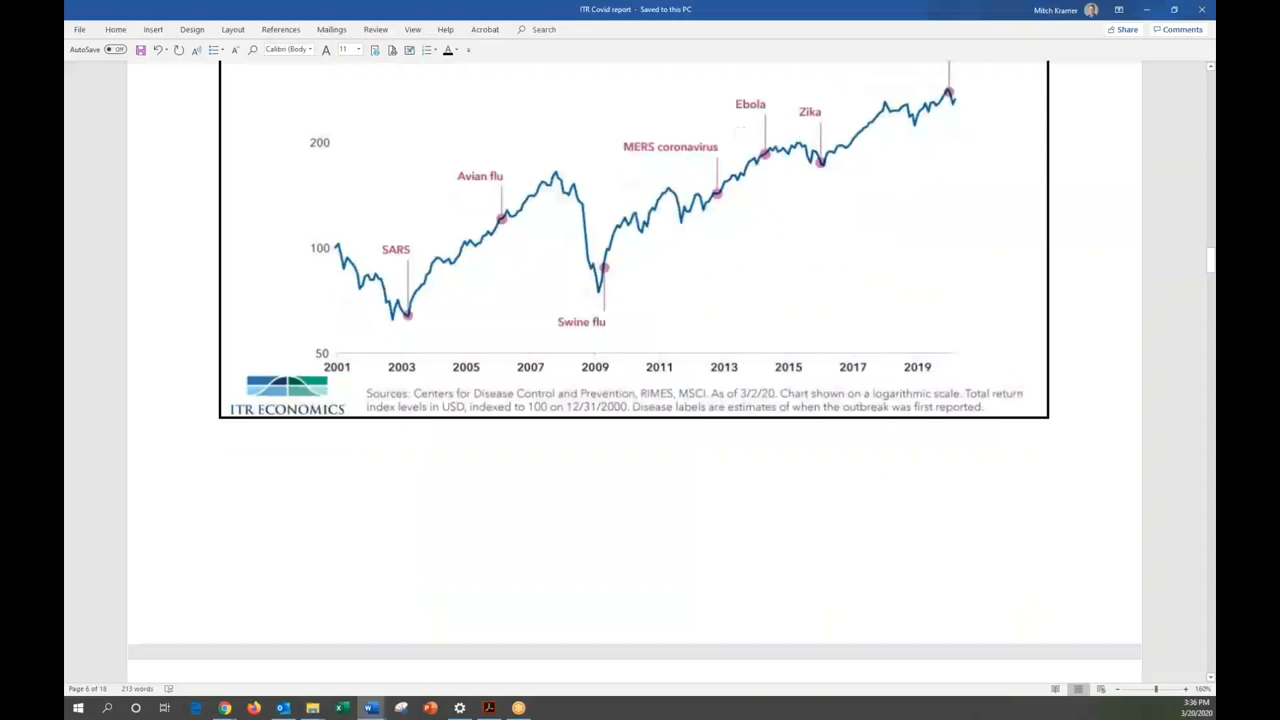 ITR Covid report - Saved to this PC
Mitch Kramer
File Home Insert Design Layout References Mailings Review View Help Acrobat Search Share Comments
AutoSave Off Calibri (Body 11
Ebola
Zika
200
MERS coronavirus
Avian flu
100
SARS
Swine flu
50
2001 2003 2005 2007 2009 2011 2013 2015 2017 2019
Sources: Centers for Disease Control and Prevention, RIMES, MSCI. As of 3/2/20. Chart shown on a logarithmic scale. Total return
index levels in USD, indexed to 100 on 12/31/2000. Disease labels are estimates of when the outbreak was first reported.
ITR ECONOMICS
Page 6 of 18 213 words 160%
3:36 PM
3/20/2020